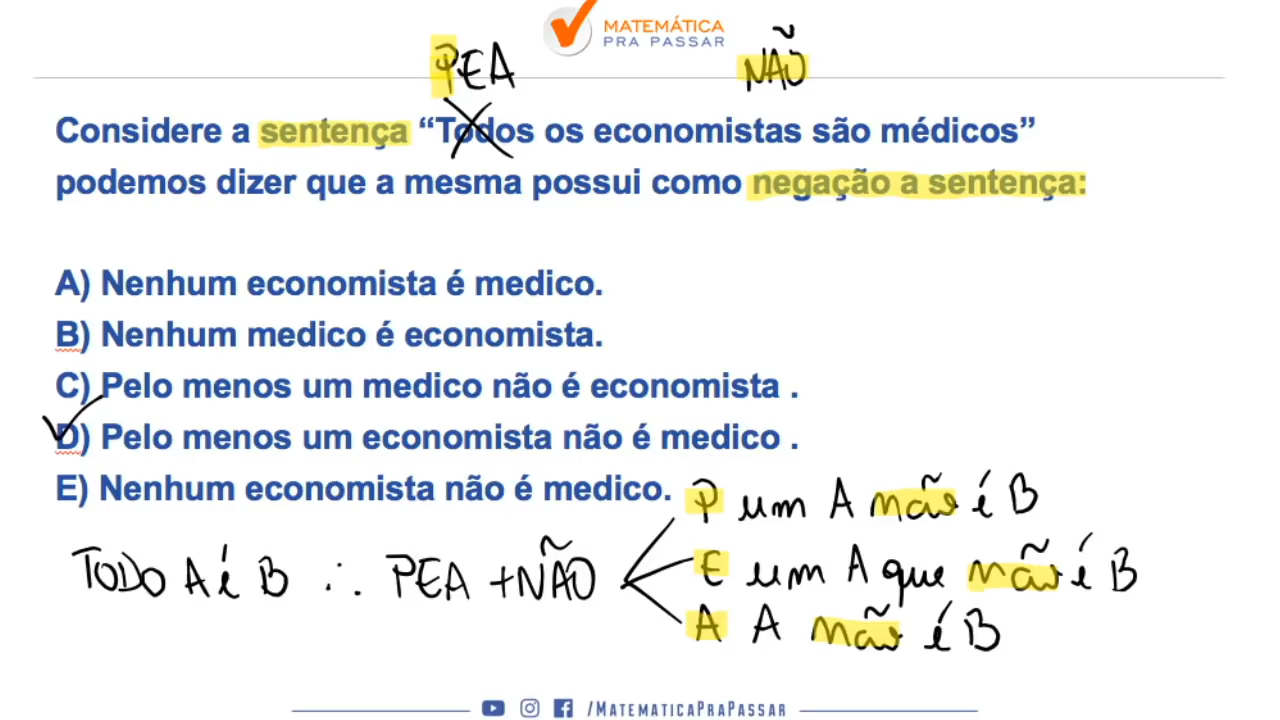 MATEMÁTICA
PRA PASSAR
PEA NÃO
Considere a sentença “Todos os economistas são médicos”
podemos dizer que a mesma possui como negação a sentença:
A) Nenhum economista é medico.
B) Nenhum medico é economista.
C) Pelo menos um medico não é economista .
D) Pelo menos um economista não é medico .
E) Nenhum economista não é medico.
P um A não é B
TODO A é B ∴ PEA + NÃO
E um A que não é B
A A não é B
/MATEMATICAPRAPASSAR